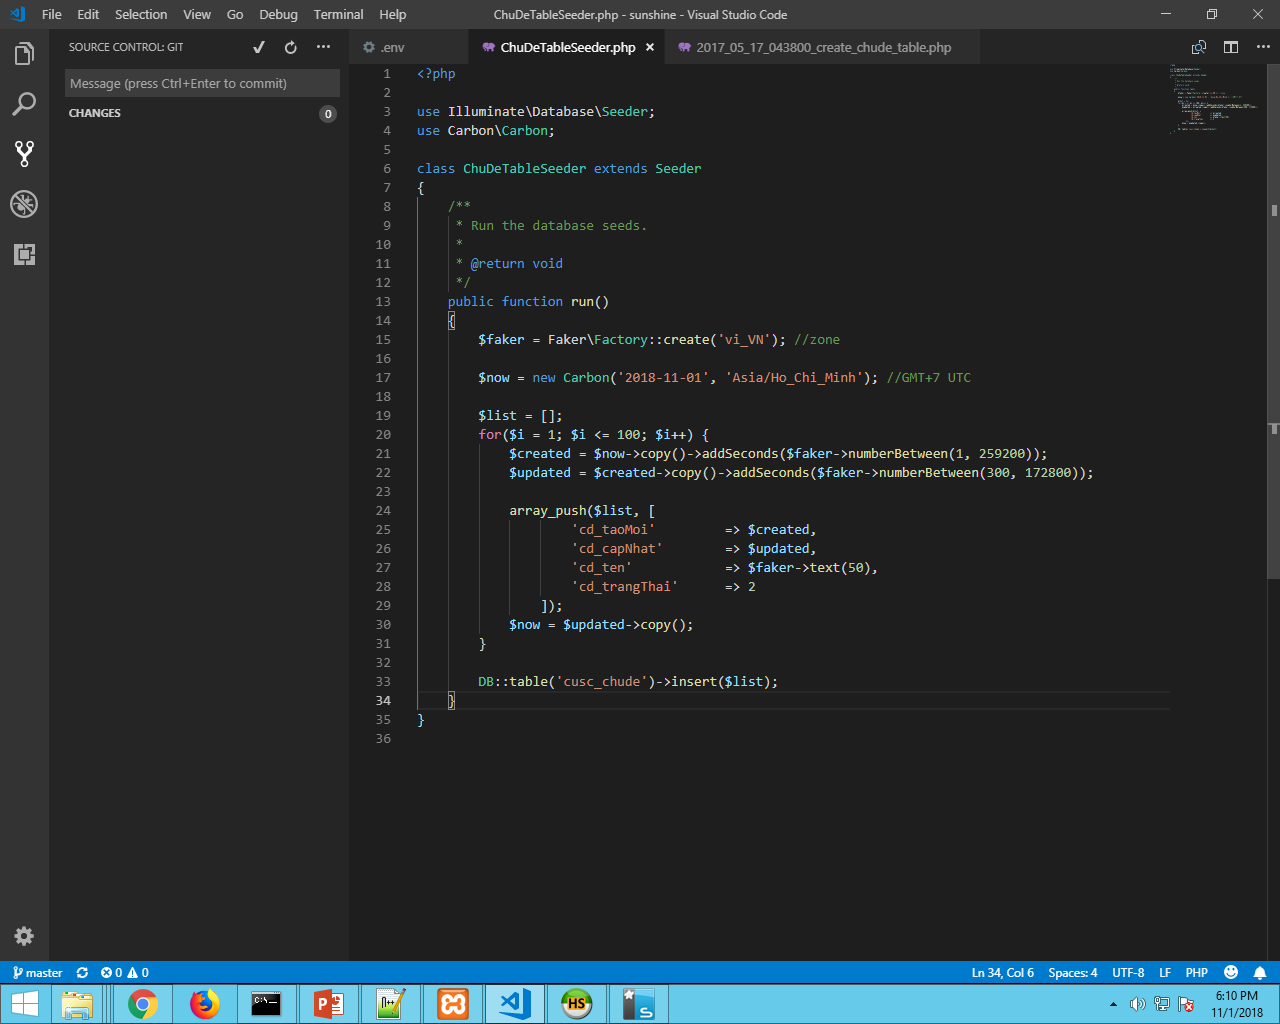 File Edit Selection View Go Debug Terminal Help ChuDeTableSeeder.php - sunshine - Visual Studio Code
SOURCE CONTROL: GIT
.env ChuDeTableSeeder.php 2017_05_17_043800_create_chude_table.php
Message (press Ctrl+Enter to commit)
CHANGES 0
1 <?php
2
3 use Illuminate\Database\Seeder;
4 use Carbon\Carbon;
5
6 class ChuDeTableSeeder extends Seeder
7 {
8 /**
9 * Run the database seeds.
10 *
11 * @return void
12 */
13 public function run()
14 {
15 $faker = Faker\Factory::create('vi_VN'); //zone
16
17 $now = new Carbon('2018-11-01', 'Asia/Ho_Chi_Minh'); //GMT+7 UTC
18
19 $list = [];
20 for($i = 1; $i <= 100; $i++) {
21 $created = $now->copy()->addSeconds($faker->numberBetween(1, 259200));
22 $updated = $created->copy()->addSeconds($faker->numberBetween(300, 172800));
23
24 array_push($list, [
25 'cd_taoMoi' => $created,
26 'cd_capNhat' => $updated,
27 'cd_ten' => $faker->text(50),
28 'cd_trangThai' => 2
29 ]);
30 $now = $updated->copy();
31 }
32
33 DB::table('cusc_chude')->insert($list);
34 }
35 }
36
master 0 0 Ln 34, Col 6 Spaces: 4 UTF-8 LF PHP
6:10 PM
11/1/2018